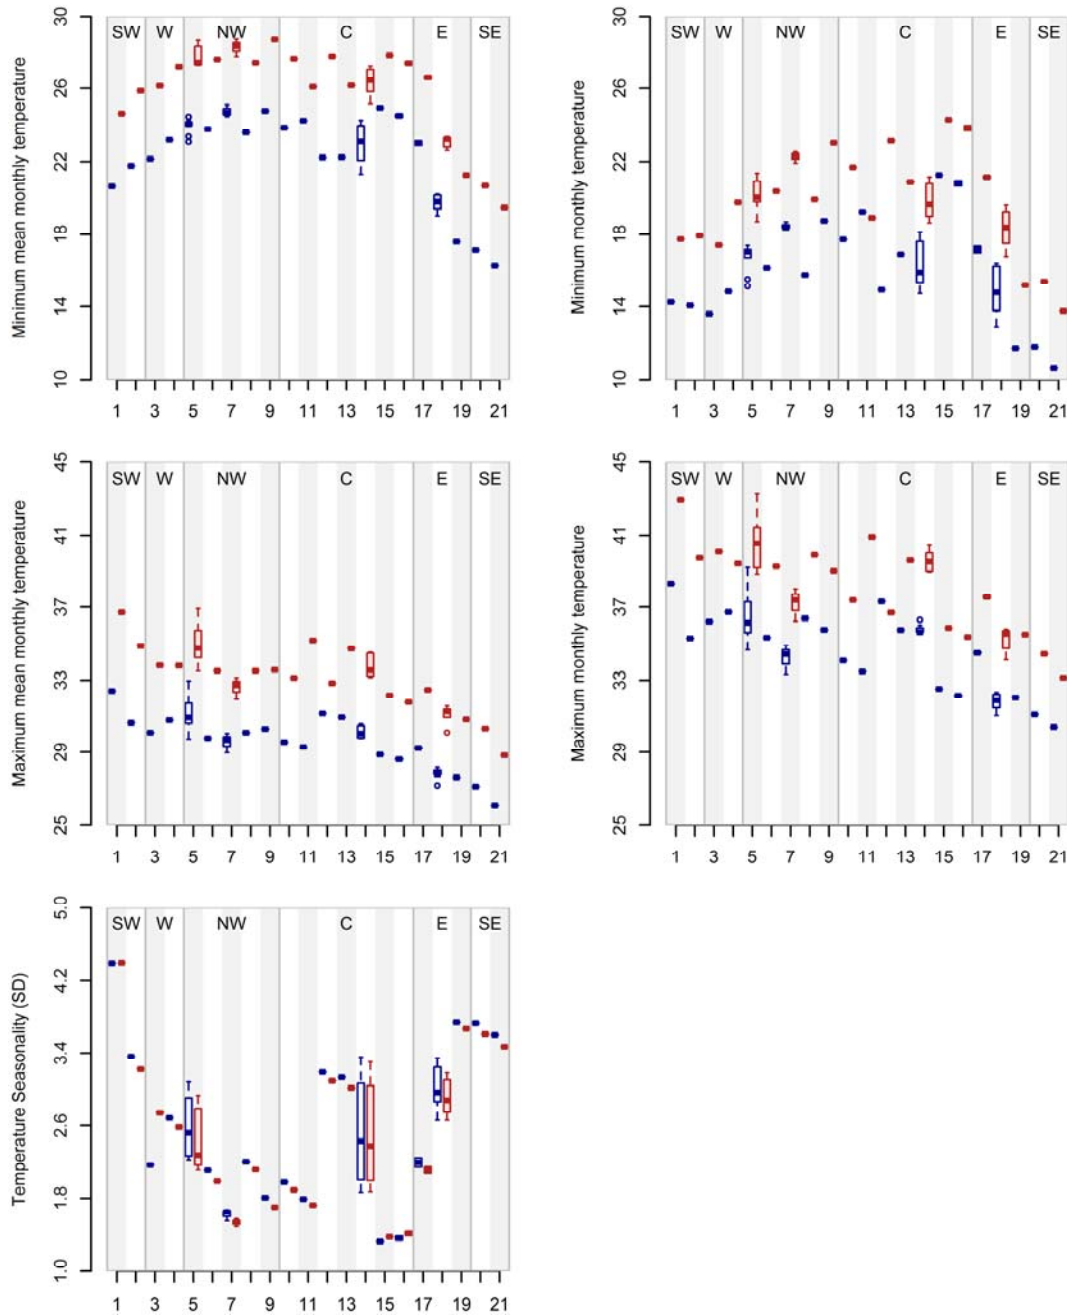 Minimum mean monthly temperature
30
26
22
18
14
10
SW W NW C E SE
1 3 5 7 9 11 13 15 17 19 21
Minimum monthly temperature
30
26
22
18
14
10
SW W NW C E SE
1 3 5 7 9 11 13 15 17 19 21
Maximum mean monthly temperature
45
41
37
33
29
25
SW W NW C E SE
1 3 5 7 9 11 13 15 17 19 21
Maximum monthly temperature
45
41
37
33
29
25
SW W NW C E SE
1 3 5 7 9 11 13 15 17 19 21
Temperature Seasonality (SD)
5.0
4.2
3.4
2.6
1.8
1.0
SW W NW C E SE
1 3 5 7 9 11 13 15 17 19 21